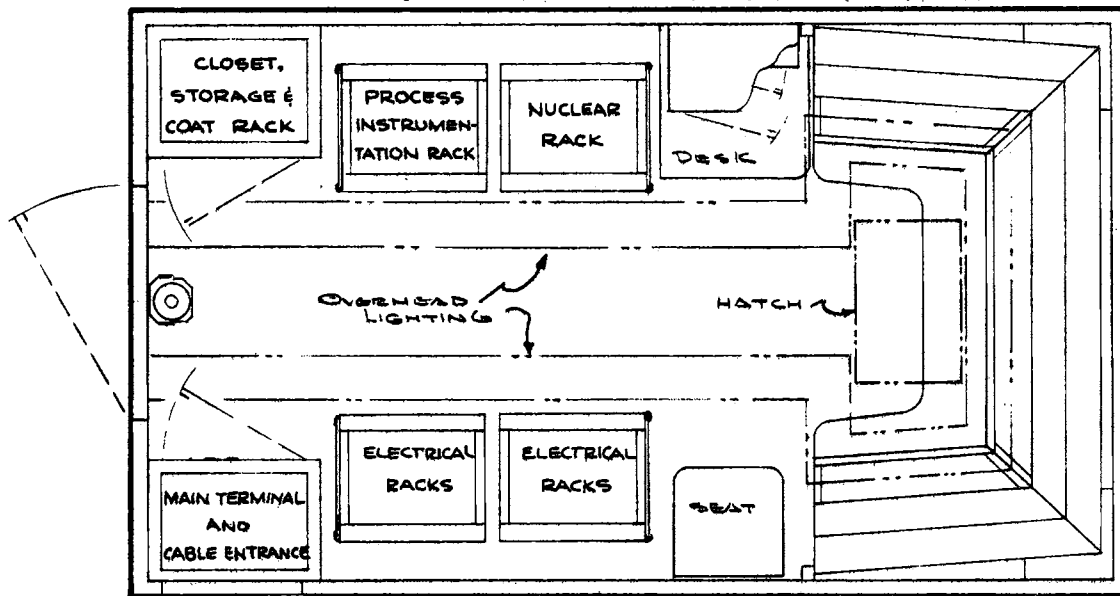 CLOSET,
STORAGE &
COAT RACK
PROCESS
INSTRUMEN-
TATION RACK
NUCLEAR
RACK
DESK
OVERHEAD
LIGHTING
HATCH
ELECTRICAL
RACKS
ELECTRICAL
RACKS
SEAT
MAIN TERMINAL
AND
CABLE ENTRANCE